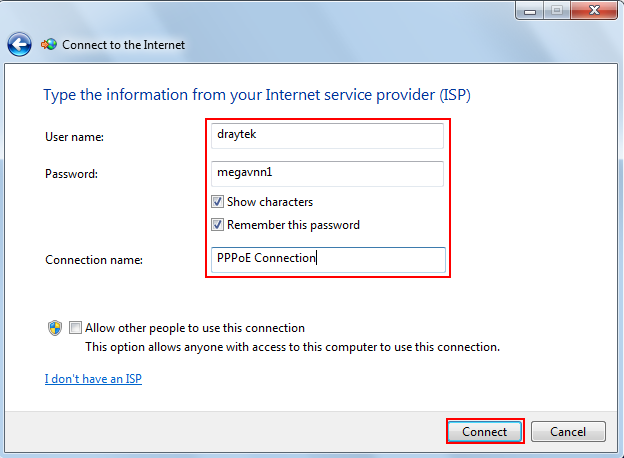 Connect to the Internet
Type the information from your Internet service provider (ISP)
User name: draytek
Password: megavnn1
Show characters
Remember this password
Connection name: PPPoE Connection
Allow other people to use this connection
This option allows anyone with access to this computer to use this connection.
I don't have an ISP
Connect Cancel